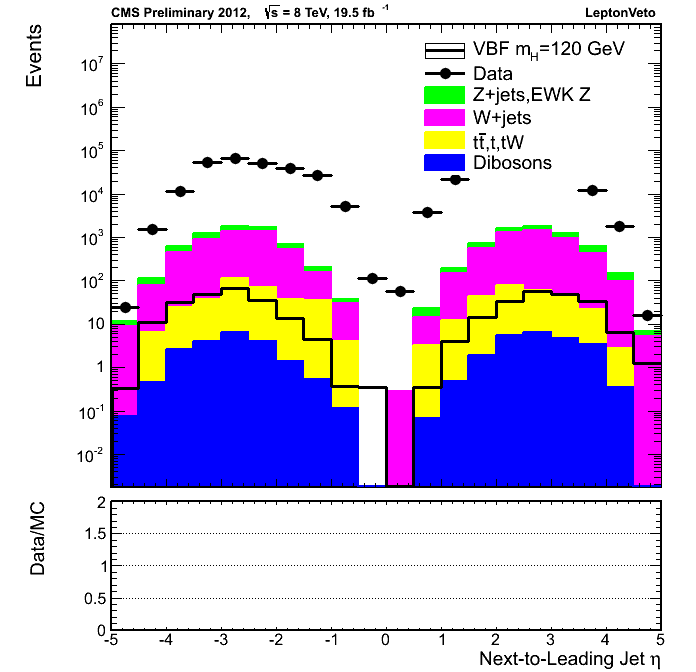 CMS Preliminary 2012, √s = 8 TeV, 19.5 fb⁻¹ LeptonVeto
Events
VBF m_H=120 GeV
Data
Z+jets,EWK Z
W+jets
tt̄,t,tW
Dibosons
10⁷
10⁶
10⁵
10⁴
10³
10²
10
1
10⁻¹
10⁻²
Data/MC
2
1.5
1
0.5
0
-5 -4 -3 -2 -1 0 1 2 3 4 5
Next-to-Leading Jet η